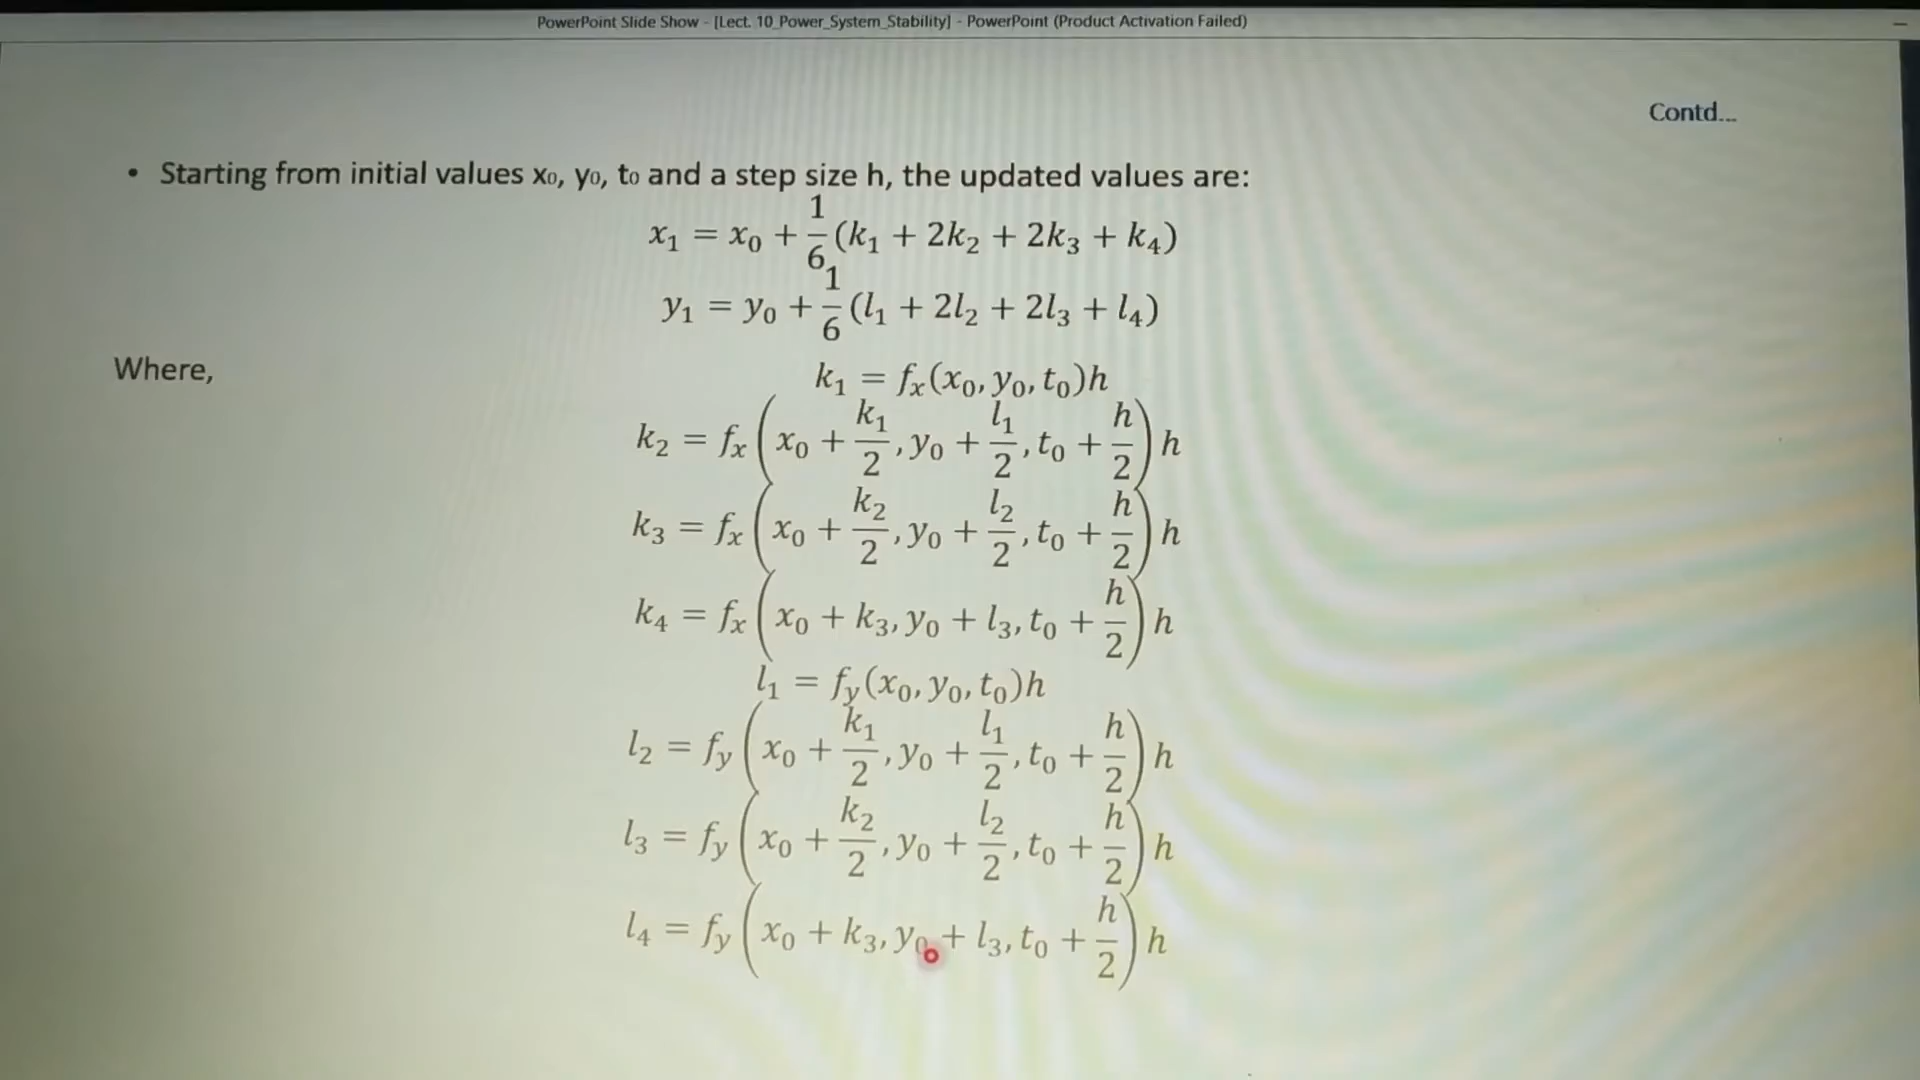 PowerPoint Slide Show - [Lect. 10_Power_System_Stability] - PowerPoint (Product Activation Failed)
Contd...
• Starting from initial values x₀, y₀, t₀ and a step size h, the updated values are:
x₁ = x₀ + 1/6 (k₁ + 2k₂ + 2k₃ + k₄)
y₁ = y₀ + 1/6 (l₁ + 2l₂ + 2l₃ + l₄)
Where,
k₁ = fₓ(x₀, y₀, t₀)h
k₂ = fₓ(x₀ + k₁/2, y₀ + l₁/2, t₀ + h/2) h
k₃ = fₓ(x₀ + k₂/2, y₀ + l₂/2, t₀ + h/2) h
k₄ = fₓ(x₀ + k₃, y₀ + l₃, t₀ + h/2) h
l₁ = f_y(x₀, y₀, t₀)h
l₂ = f_y(x₀ + k₁/2, y₀ + l₁/2, t₀ + h/2) h
l₃ = f_y(x₀ + k₂/2, y₀ + l₂/2, t₀ + h/2) h
l₄ = f_y(x₀ + k₃, y₀ + l₃, t₀ + h/2) h